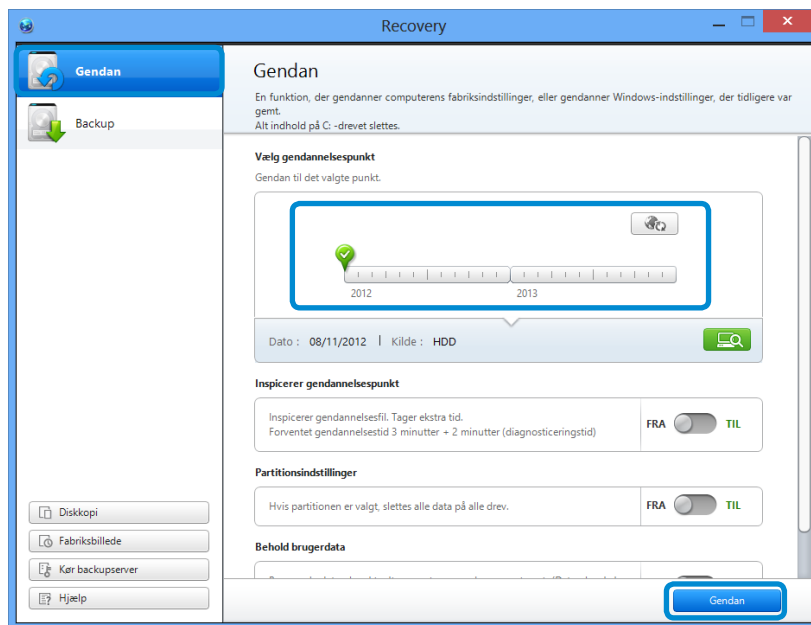 Recovery
Gendan
Backup
Diskkopi
Fabriksbillede
Kør backupserver
Hjælp
Gendan
En funktion, der gendanner computerens fabriksindstillinger, eller gendanner Windows-indstillinger, der tidligere var
gemt.
Alt indhold på C: -drevet slettes.
Vælg gendannelsespunkt
Gendan til det valgte punkt.
2012 2013
Dato : 08/11/2012 | Kilde : HDD
Inspicerer gendannelsespunkt
Inspicerer gendannelsesfil. Tager ekstra tid.
Forventet gendannelsestid 3 minutter + 2 minutter (diagnosticeringstid)
FRA TIL
Partitionsindstillinger
Hvis partitionen er valgt, slettes alle data på alle drev.
FRA TIL
Behold brugerdata
Gendan